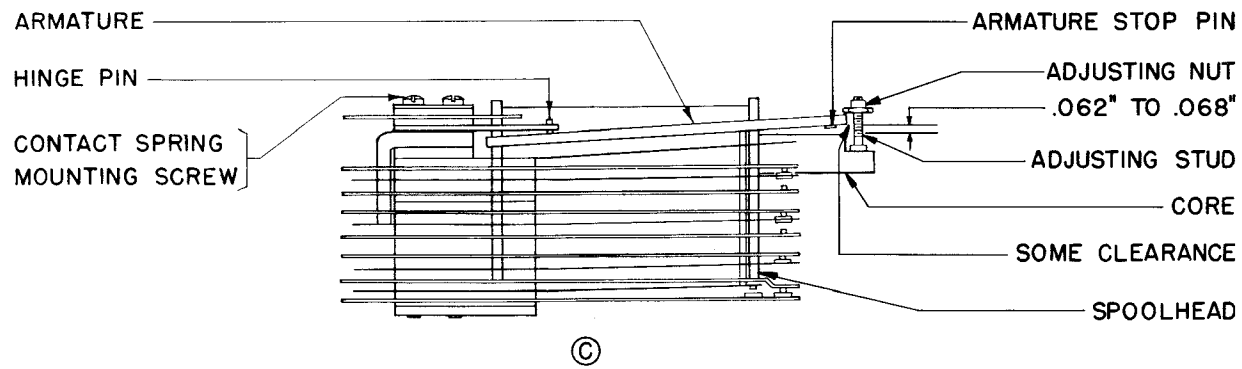 ARMATURE
HINGE PIN
CONTACT SPRING
MOUNTING SCREW
ARMATURE STOP PIN
ADJUSTING NUT
.062" TO .068"
ADJUSTING STUD
CORE
SOME CLEARANCE
SPOOLHEAD
C